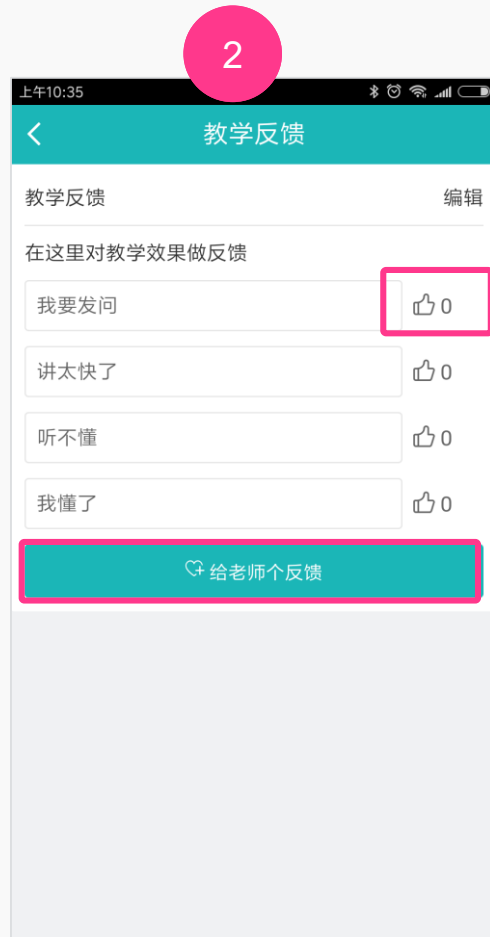 2
上午10:35
教学反馈
教学反馈 编辑
在这里对教学效果做反馈
我要发问 0
讲太快了 0
听不懂 0
我懂了 0
给老师个反馈